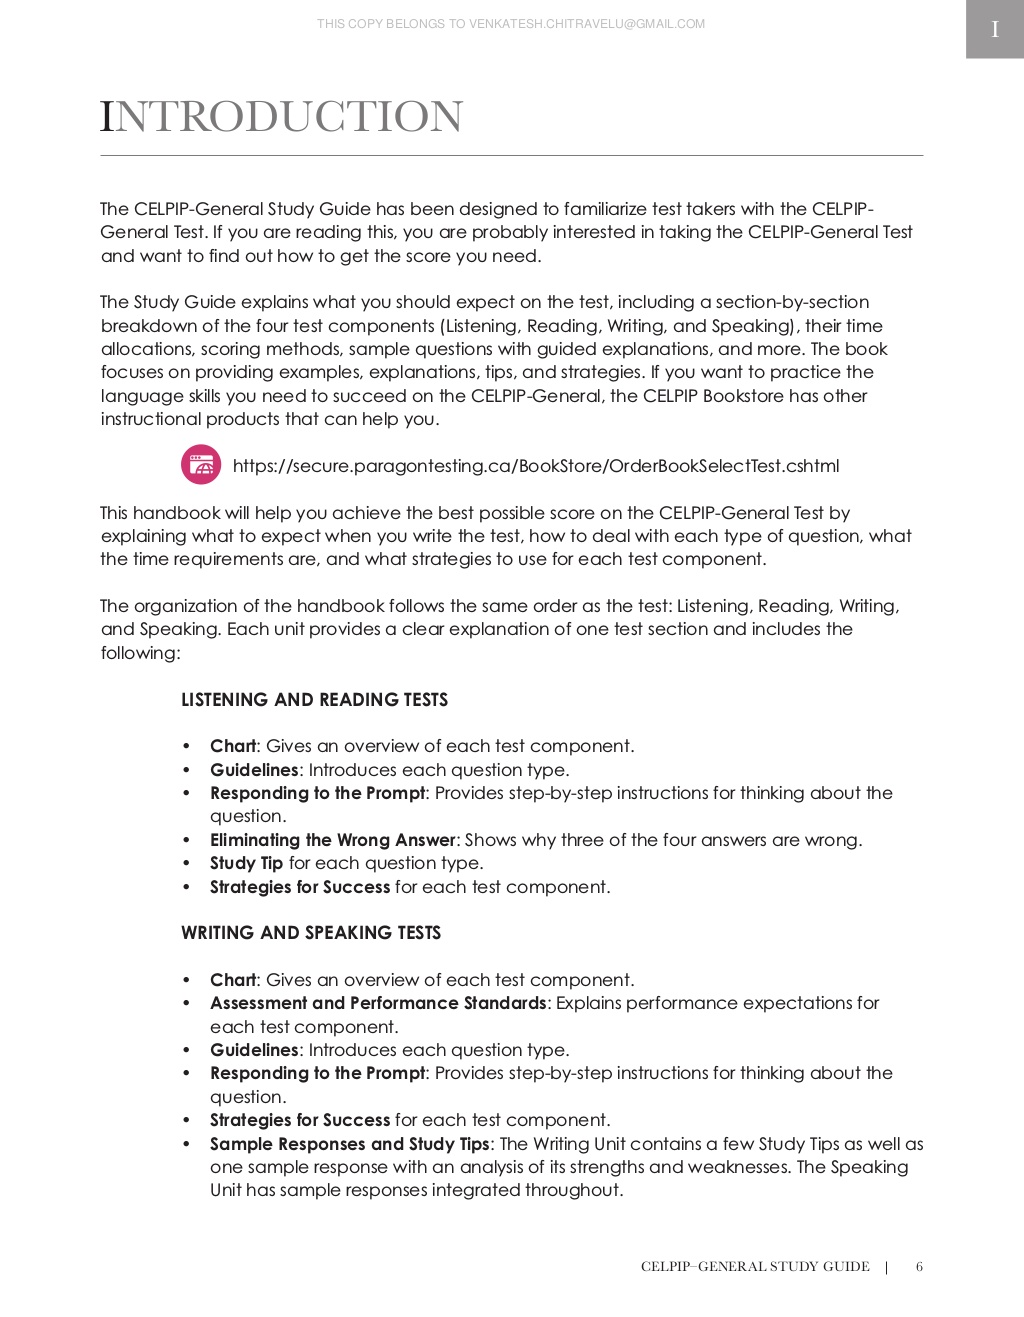 THIS COPY BELONGS TO VENKATESH.CHITRAVELU@GMAIL.COM
I
INTRODUCTION
The CELPIP-General Study Guide has been designed to familiarize test takers with the CELPIP-
General Test. If you are reading this, you are probably interested in taking the CELPIP-General Test
and want to find out how to get the score you need.
The Study Guide explains what you should expect on the test, including a section-by-section
breakdown of the four test components (Listening, Reading, Writing, and Speaking), their time
allocations, scoring methods, sample questions with guided explanations, and more. The book
focuses on providing examples, explanations, tips, and strategies. If you want to practice the
language skills you need to succeed on the CELPIP-General, the CELPIP Bookstore has other
instructional products that can help you.
https://secure.paragontesting.ca/BookStore/OrderBookSelectTest.cshtml
This handbook will help you achieve the best possible score on the CELPIP-General Test by
explaining what to expect when you write the test, how to deal with each type of question, what
the time requirements are, and what strategies to use for each test component.
The organization of the handbook follows the same order as the test: Listening, Reading, Writing,
and Speaking. Each unit provides a clear explanation of one test section and includes the
following:
LISTENING AND READING TESTS
• Chart: Gives an overview of each test component.
• Guidelines: Introduces each question type.
• Responding to the Prompt: Provides step-by-step instructions for thinking about the
question.
• Eliminating the Wrong Answer: Shows why three of the four answers are wrong.
• Study Tip for each question type.
• Strategies for Success for each test component.
WRITING AND SPEAKING TESTS
• Chart: Gives an overview of each test component.
• Assessment and Performance Standards: Explains performance expectations for
each test component.
• Guidelines: Introduces each question type.
• Responding to the Prompt: Provides step-by-step instructions for thinking about the
question.
• Strategies for Success for each test component.
• Sample Responses and Study Tips: The Writing Unit contains a few Study Tips as well as
one sample response with an analysis of its strengths and weaknesses. The Speaking
Unit has sample responses integrated throughout.
CELPIP–GENERAL STUDY GUIDE | 6